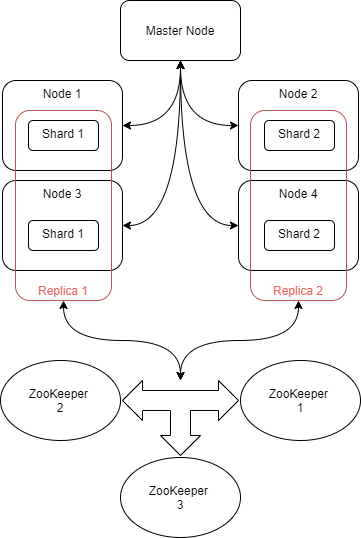 Master Node
Node 1
Node 2
Shard 1
Shard 2
Node 3
Node 4
Shard 1
Shard 2
Replica 1
Replica 2
ZooKeeper
2
ZooKeeper
1
ZooKeeper
3